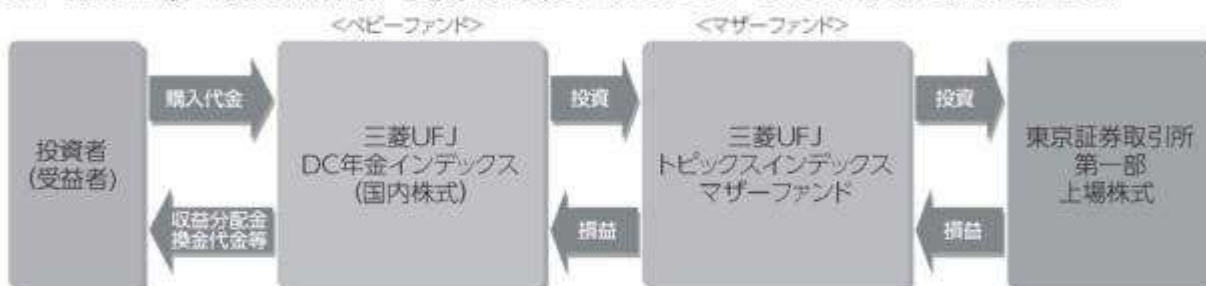 <ベビーファンド>
<マザーファンド>
投資者
(受益者)
購入代金
収益分配金
換金代金等
三菱UFJ
DC年金インデックス
(国内株式)
投資
損益
三菱UFJ
トピックスインデックス
マザーファンド
投資
損益
東京証券取引所
第一部
上場株式